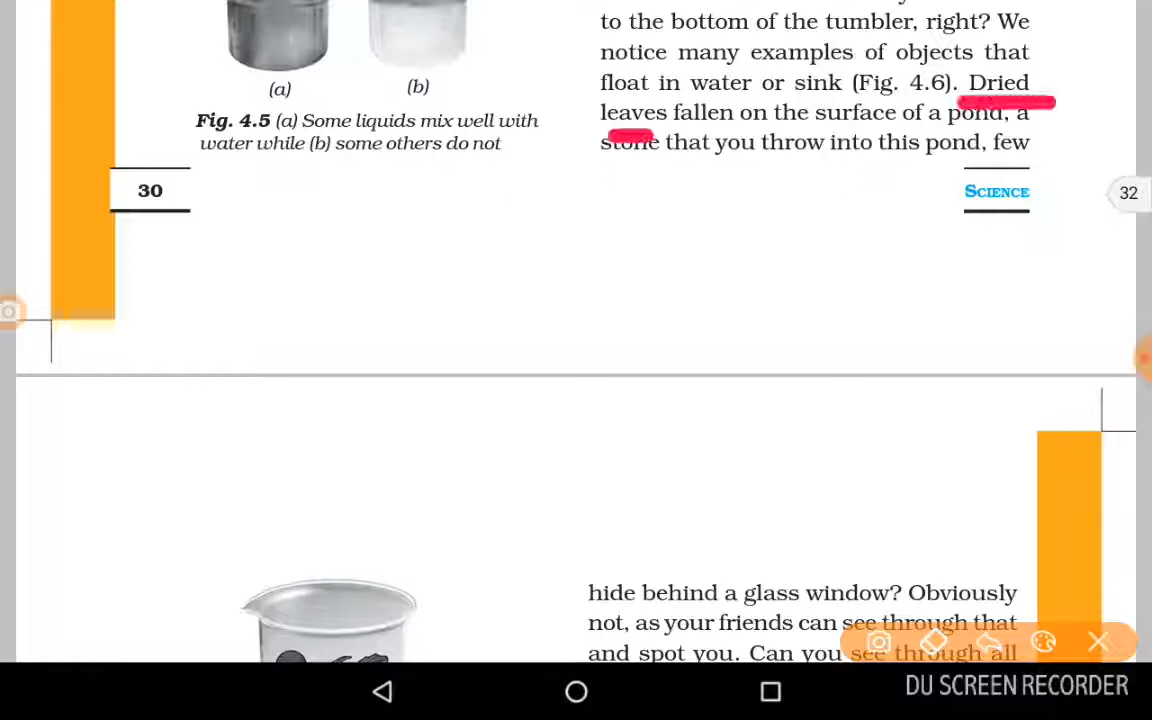 to the bottom of the tumbler, right? We
notice many examples of objects that
float in water or sink (Fig. 4.6). Dried
leaves fallen on the surface of a pond, a
stone that you throw into this pond, few
(a)
(b)
Fig. 4.5 (a) Some liquids mix well with
water while (b) some others do not
30
SCIENCE
32
hide behind a glass window? Obviously
not, as your friends can see through that
and spot you. Can you see through all
DU SCREEN RECORDER